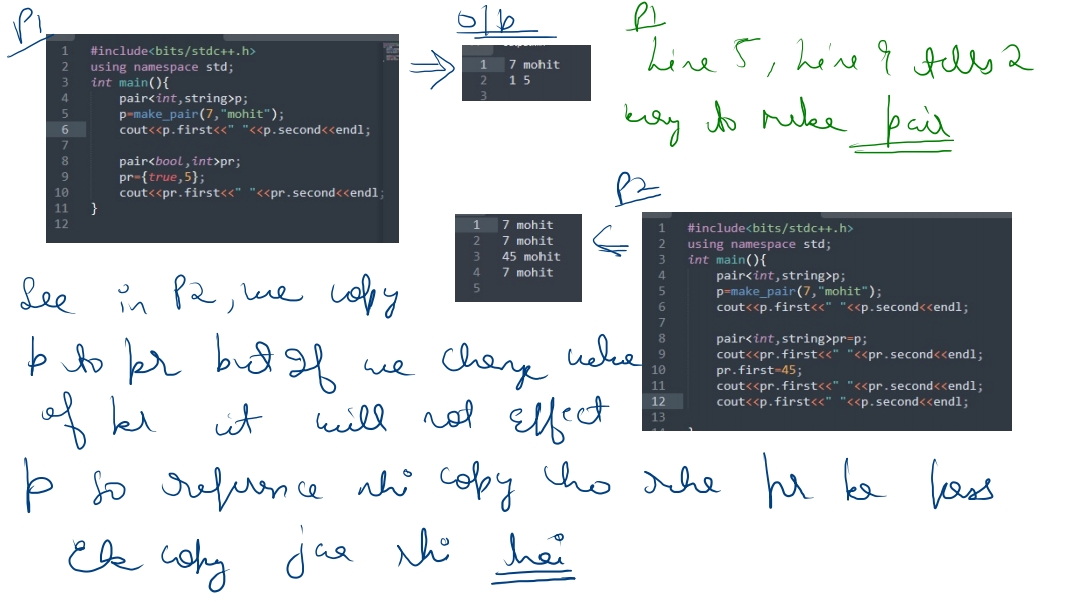 P1
1 #include<bits/stdc++.h>
2 using namespace std;
3 int main(){
4 pair<int,string>p;
5 p=make_pair(7,"mohit");
6 cout<<p.first<<" "<<p.second<<endl;
7
8 pair<bool,int>pr;
9 pr={true,5};
10 cout<<pr.first<<" "<<pr.second<<endl;
11 }
12
o/p
1 7 mohit
2 1 5
3
P1
Line 5, Line 9 tells 2
way to make pair
P2
1 #include<bits/stdc++.h>
2 using namespace std;
3 int main(){
4 pair<int,string>p;
5 p=make_pair(7,"mohit");
6 cout<<p.first<<" "<<p.second<<endl;
7
8 pair<int,string>pr=p;
9 cout<<pr.first<<" "<<pr.second<<endl;
10 pr.first=45;
11 cout<<pr.first<<" "<<pr.second<<endl;
12 cout<<p.first<<" "<<p.second<<endl;
13
1 7 mohit
2 7 mohit
3 45 mohit
4 7 mohit
5
See in P2, we copy
p to pr but If we change value
of pr it will not effect
p so reference nhi copy ho rha pr ke pass
Ek copy jaa rhi hai